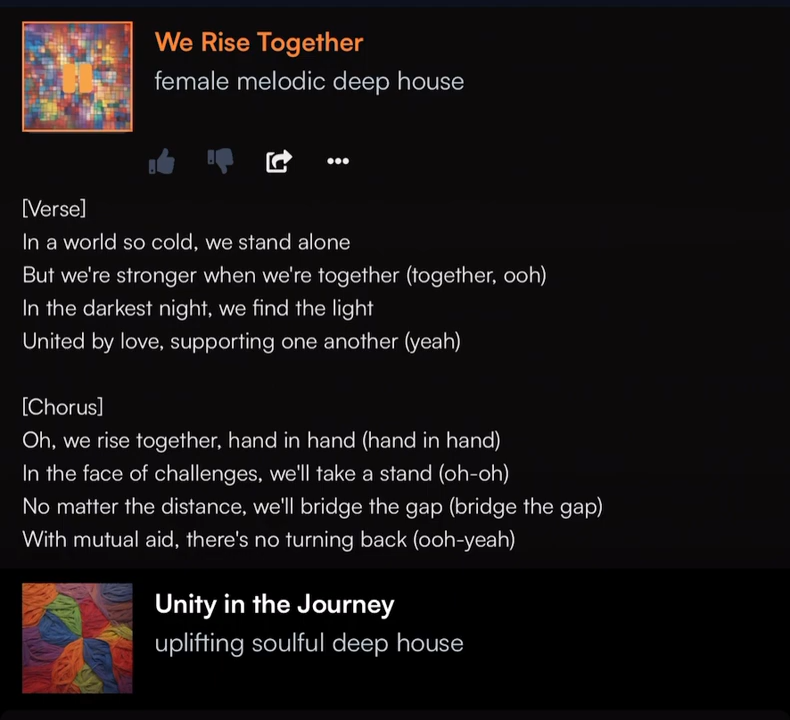 We Rise Together
female melodic deep house
[Verse]
In a world so cold, we stand alone
But we're stronger when we're together (together, ooh)
In the darkest night, we find the light
United by love, supporting one another (yeah)
[Chorus]
Oh, we rise together, hand in hand (hand in hand)
In the face of challenges, we'll take a stand (oh-oh)
No matter the distance, we'll bridge the gap (bridge the gap)
With mutual aid, there's no turning back (ooh-yeah)
Unity in the Journey
uplifting soulful deep house